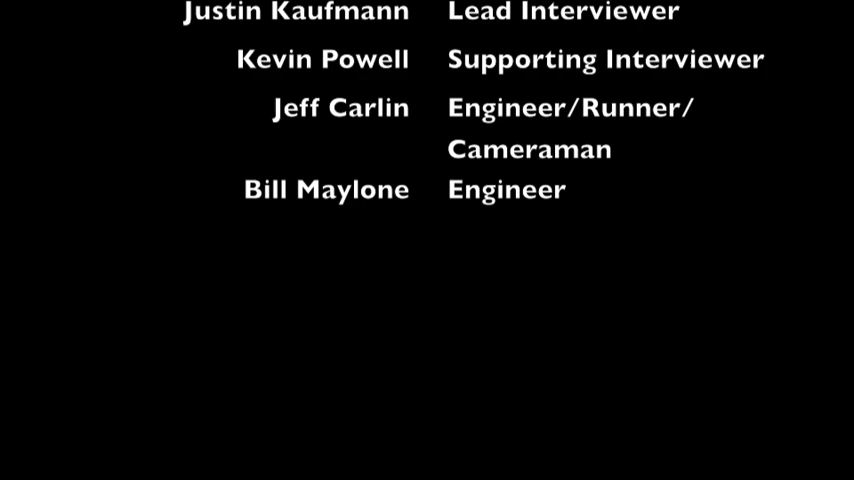 Justin Kaufmann Lead Interviewer
Kevin Powell Supporting Interviewer
Jeff Carlin Engineer/Runner/
Cameraman
Bill Maylone Engineer